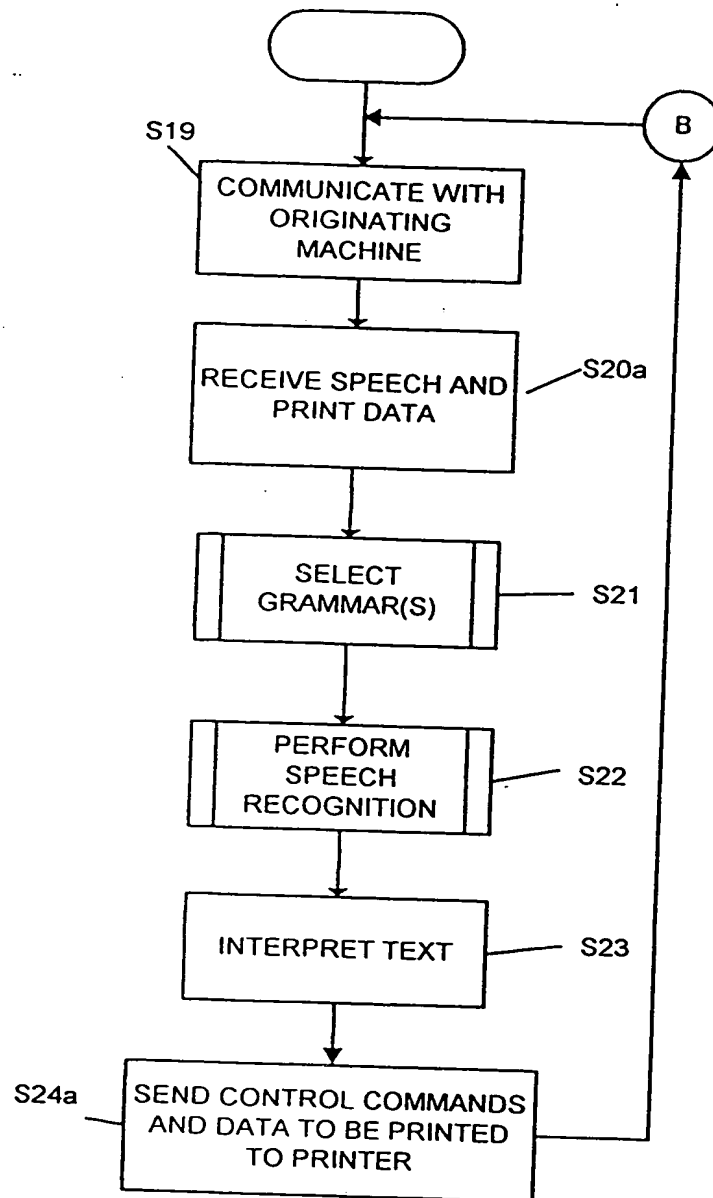 B
S19
COMMUNICATE WITH
ORIGINATING
MACHINE
RECEIVE SPEECH AND
PRINT DATA
S20a
SELECT
GRAMMAR(S)
S21
PERFORM
SPEECH
RECOGNITION
S22
INTERPRET TEXT
S23
S24a
SEND CONTROL COMMANDS
AND DATA TO BE PRINTED
TO PRINTER